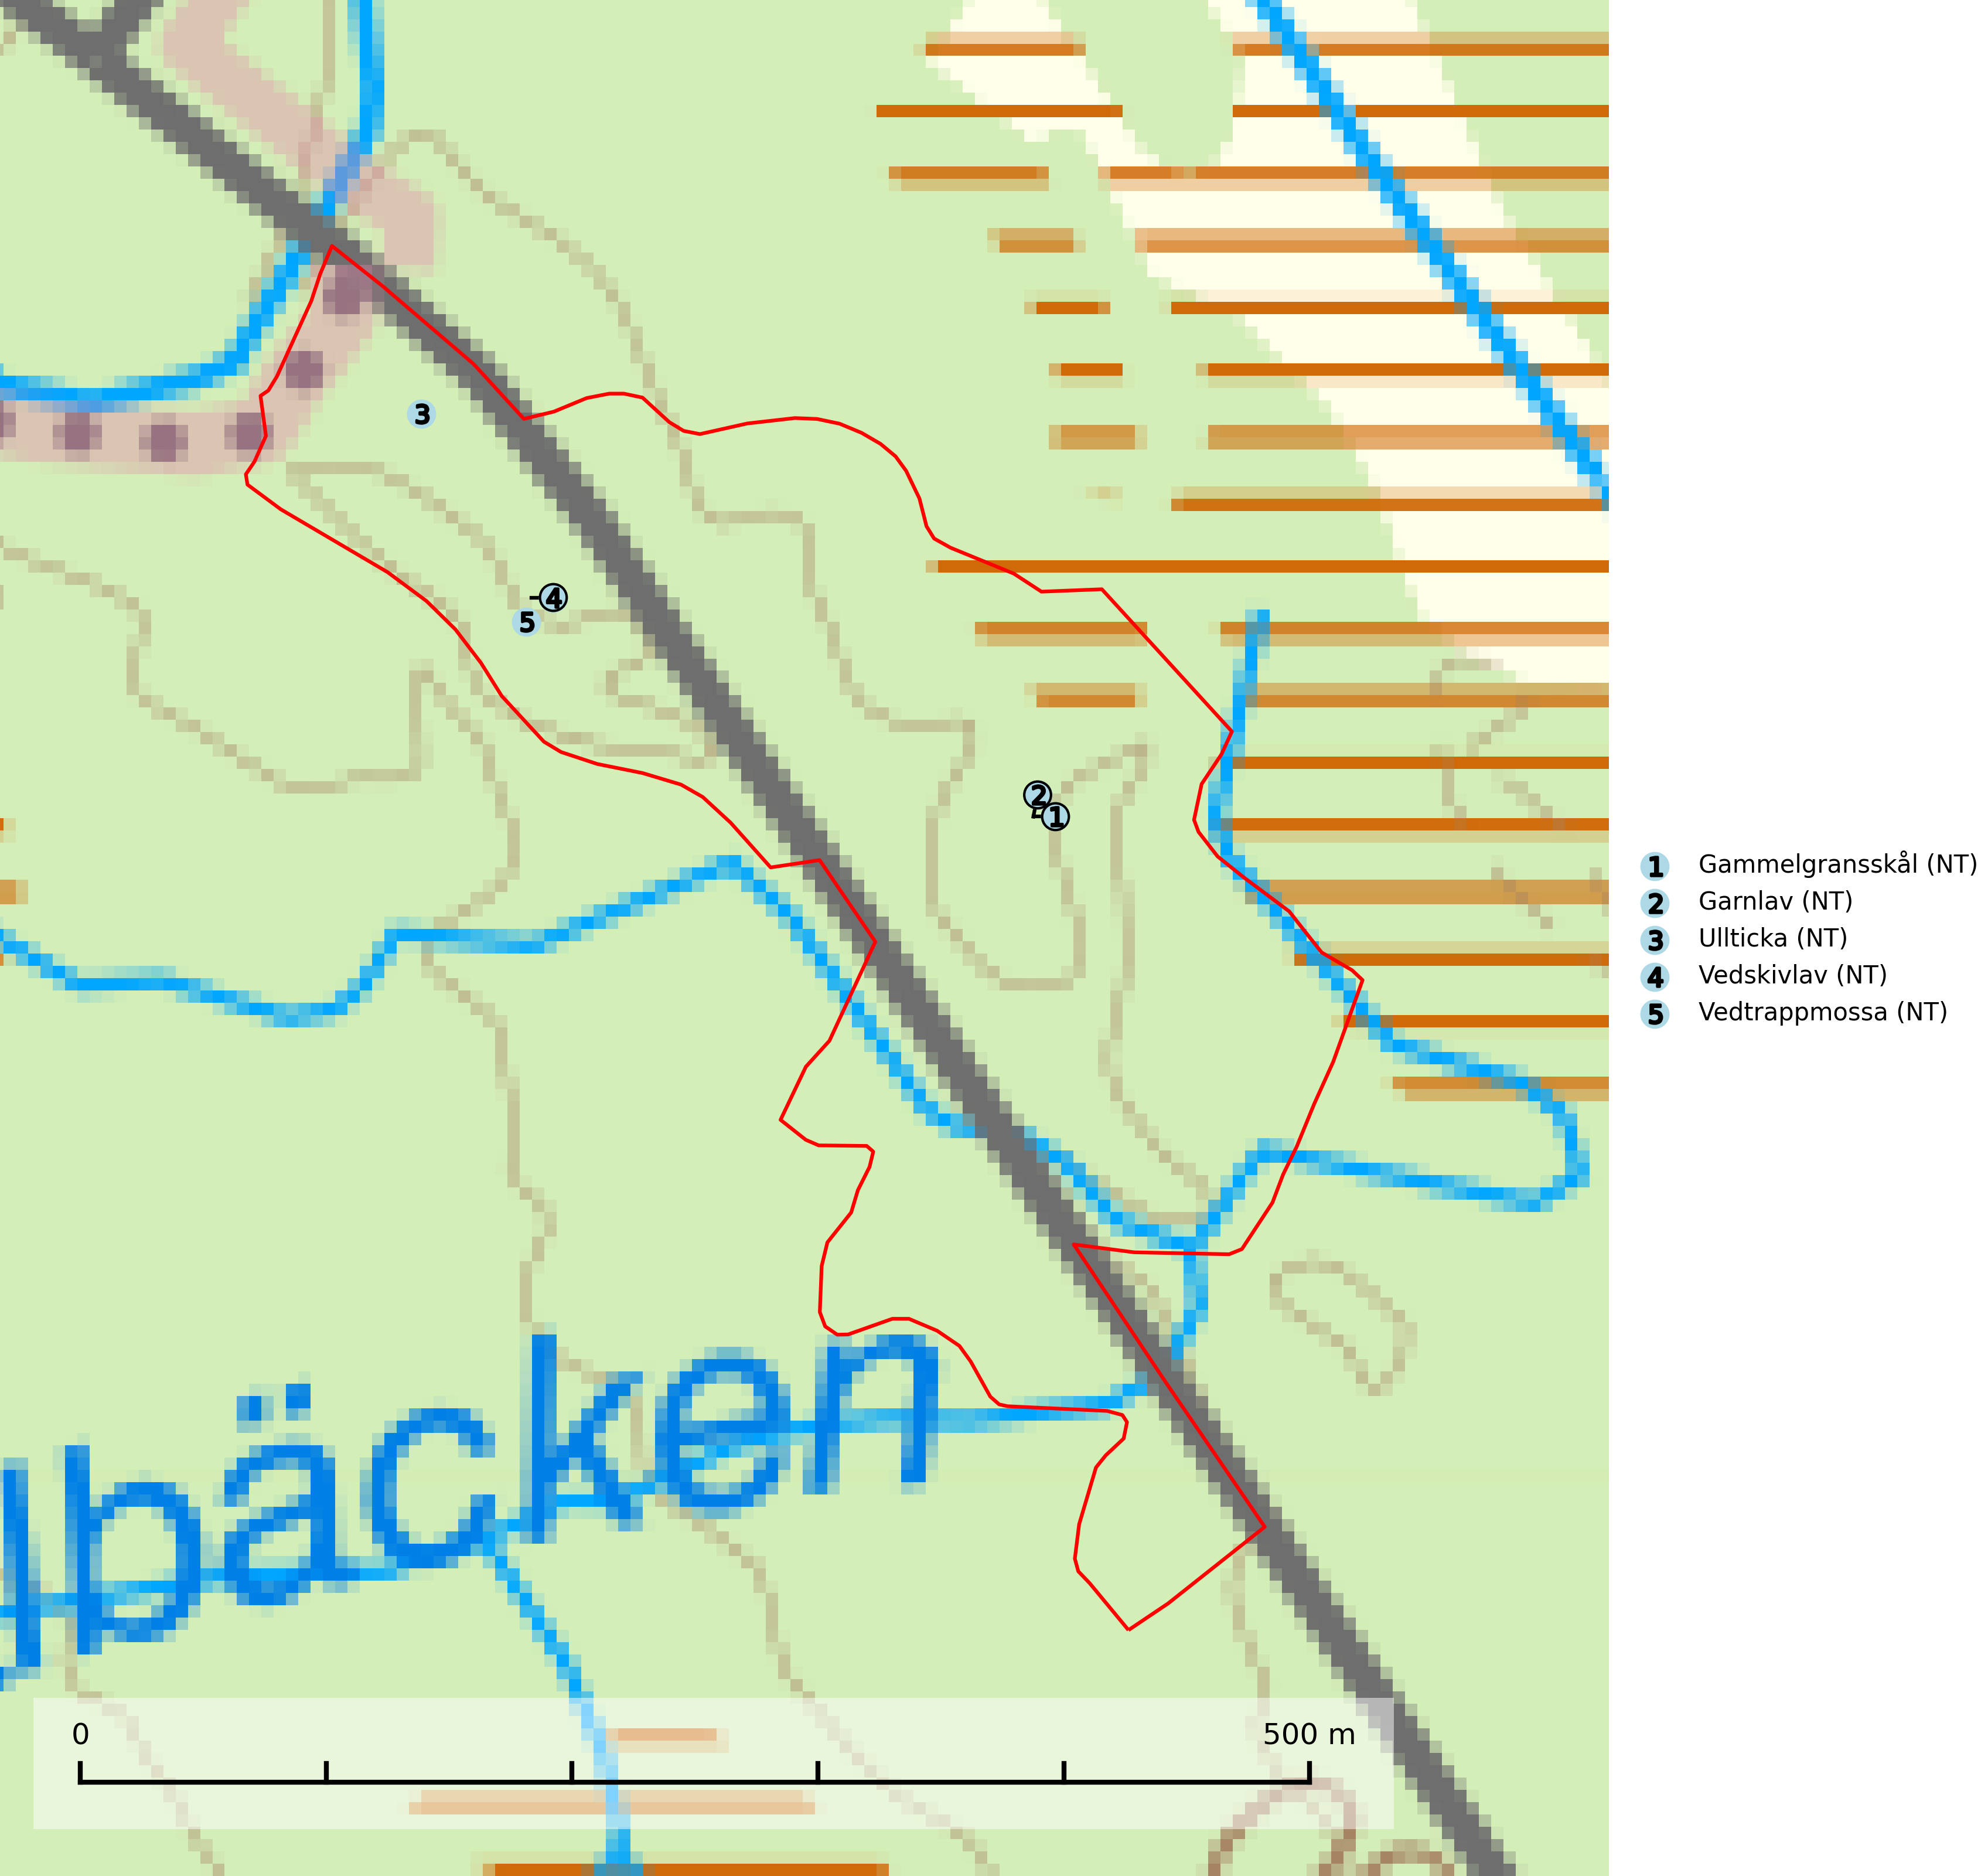 3
4
5
2
1
1 Gammelgransskål (NT)
2 Garnlav (NT)
3 Ullticka (NT)
4 Vedskivlav (NT)
5 Vedtrappmossa (NT)
bäcken
0 500 m